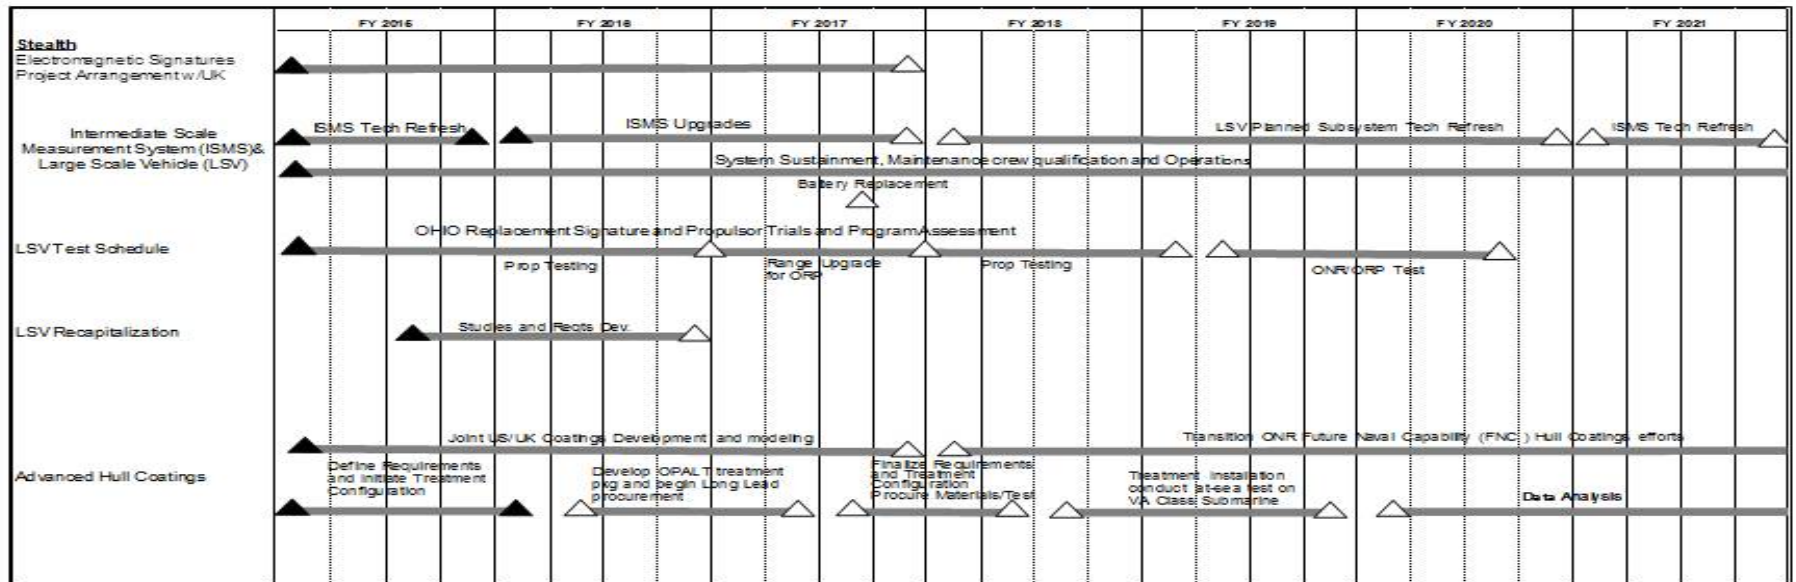 FY 2015 FY 2016 FY 2017 FY 2018 FY 2019 FY 2020 FY 2021
Stealth
Electromagnetic Signatures
Project Arrangement w/UK
Intermediate Scale
Measurement System (ISMS)&
Large Scale Vehicle (LSV)
ISMS Tech Refresh
ISMS Upgrades
LSV Planned Subsystem Tech Refresh
ISMS Tech Refresh
System Sustainment, Maintenance crew qualification and Operations
Battery Replacement
LSV Test Schedule
OHIO Replacement Signature and Propulsor Trials and Program Assessment
Prop Testing
Range Upgrade
for ORP
Prop Testing
ONR/ORP Test
LSV Recapitalization
Studies and Reqts Dev.
Joint US/UK Coatings Development and modeling
Transition ONR Future Naval Capability (FNC ) Hull Coatings efforts
Advanced Hull Coatings
Define Requirements
and Initiate Treatment
Configuration
Develop OPALT treatment
pkg and begin Long Lead
procurement
Finalize Requirements
and Treatment
Configuration
Procure Materials/Test
Treatment Installation
conduct at-sea test on
VA Class Submarine
Data Analysis